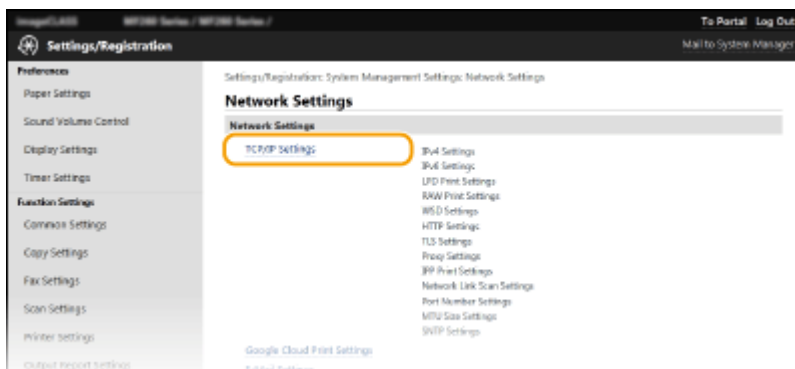 To Portal Log Out
Settings/Registration
Mail to System Manager
Preferences
Paper Settings
Sound Volume Control
Display Settings
Timer Settings
Function Settings
Common Settings
Copy Settings
Fax Settings
Scan Settings
Printer Settings
Output Report Settings
Settings/Registration: System Management Settings: Network Settings
Network Settings
Network Settings
TCP/IP Settings
IPv4 Settings
IPv6 Settings
LPD Print Settings
RAW Print Settings
WSD Settings
HTTP Settings
TLS Settings
Proxy Settings
IPP Print Settings
Network Link Scan Settings
Port Number Settings
MTU Size Settings
SNTP Settings
Google Cloud Print Settings